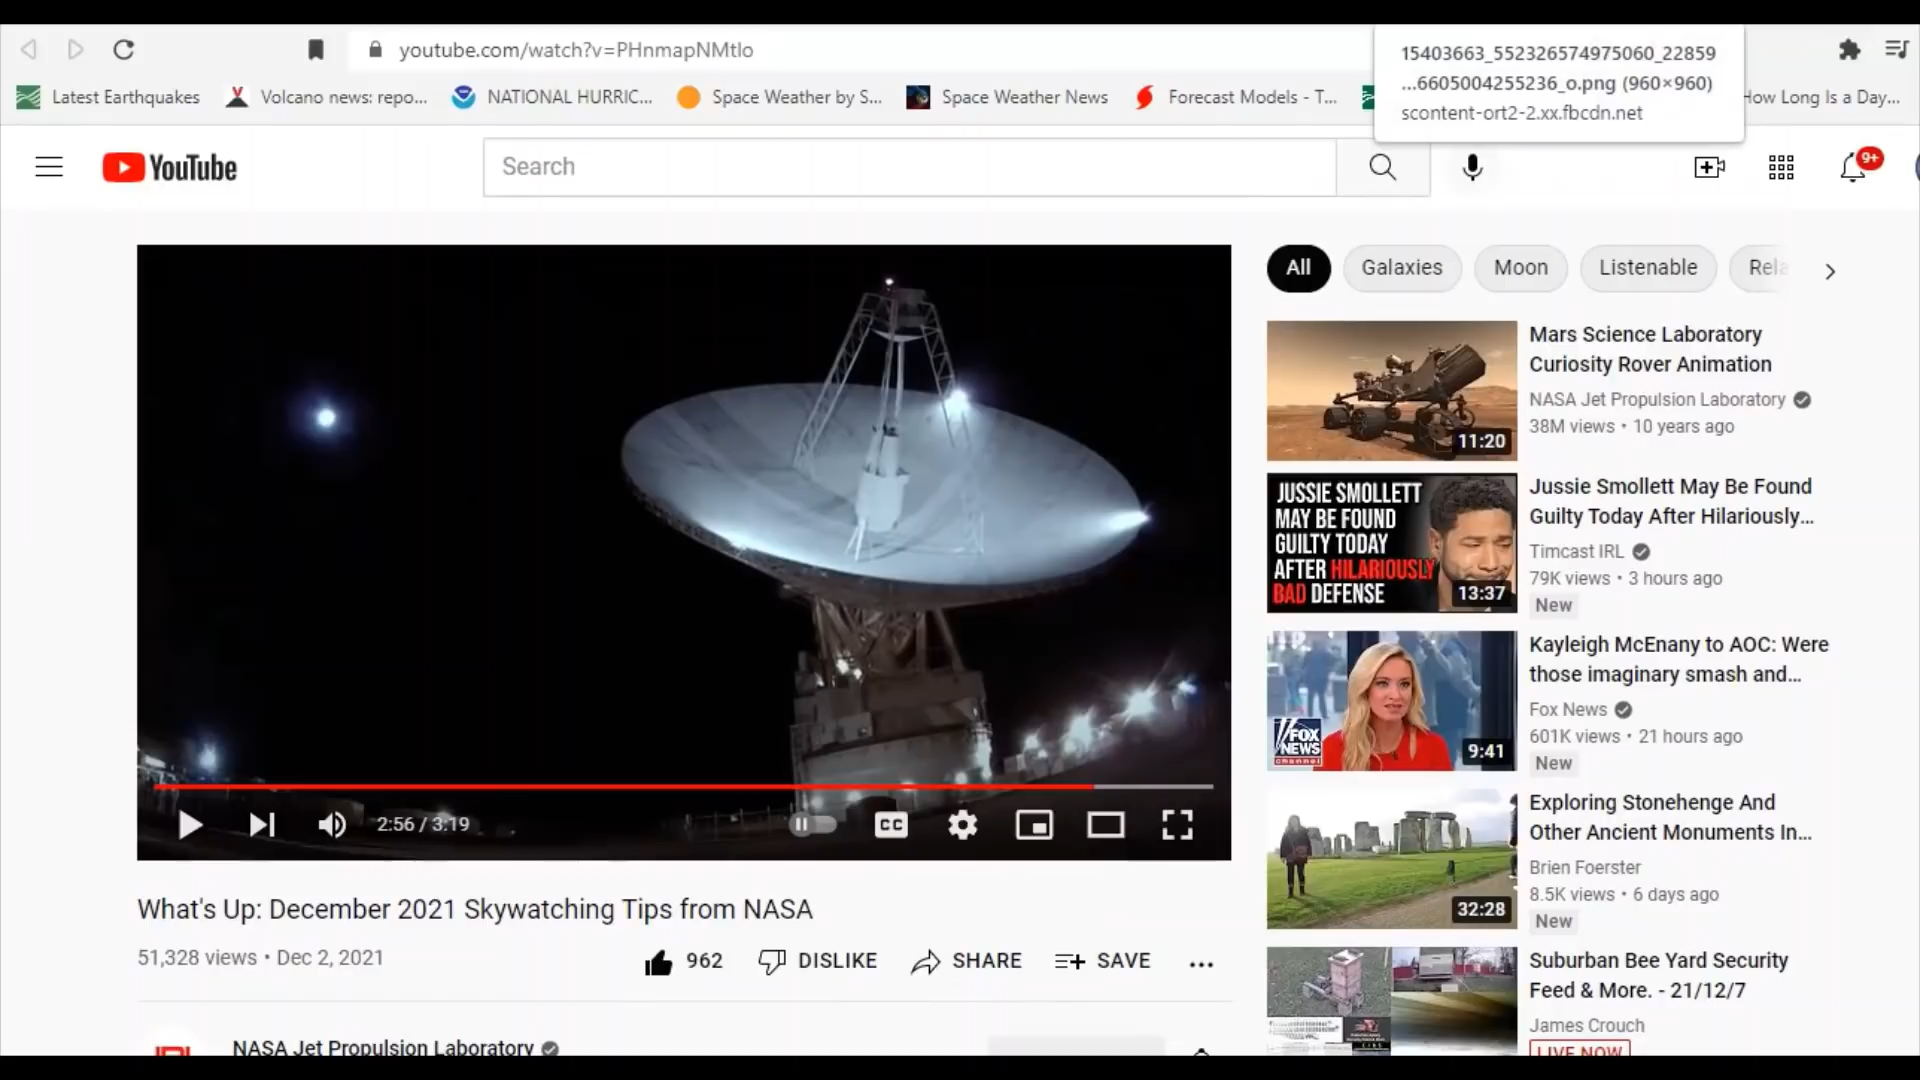 youtube.com/watch?v=PHnmapNMtlo
15403663_552326574975060_22859
...6605004255236_o.png (960×960)
scontent-ort2-2.xx.fbcdn.net
Latest Earthquakes
Volcano news: repo...
NATIONAL HURRIC...
Space Weather by S...
Space Weather News
Forecast Models - T...
How Long Is a Day...
YouTube
Search
9+
All
Galaxies
Moon
Listenable
Rela
Mars Science Laboratory
Curiosity Rover Animation
NASA Jet Propulsion Laboratory
38M views • 10 years ago
11:20
JUSSIE SMOLLETT
MAY BE FOUND
GUILTY TODAY
AFTER HILARIOUSLY
BAD DEFENSE
13:37
Jussie Smollett May Be Found
Guilty Today After Hilariously...
Timcast IRL
79K views • 3 hours ago
New
FOX
NEWS
channel
9:41
Kayleigh McEnany to AOC: Were
those imaginary smash and...
Fox News
601K views • 21 hours ago
New
32:28
Exploring Stonehenge And
Other Ancient Monuments In...
Brien Foerster
8.5K views • 6 days ago
New
Suburban Bee Yard Security
Feed & More. - 21/12/7
James Crouch
LIVE NOW
2:56 / 3:19
CC
What's Up: December 2021 Skywatching Tips from NASA
51,328 views • Dec 2, 2021
962
DISLIKE
SHARE
SAVE
NASA Jet Propulsion Laboratory